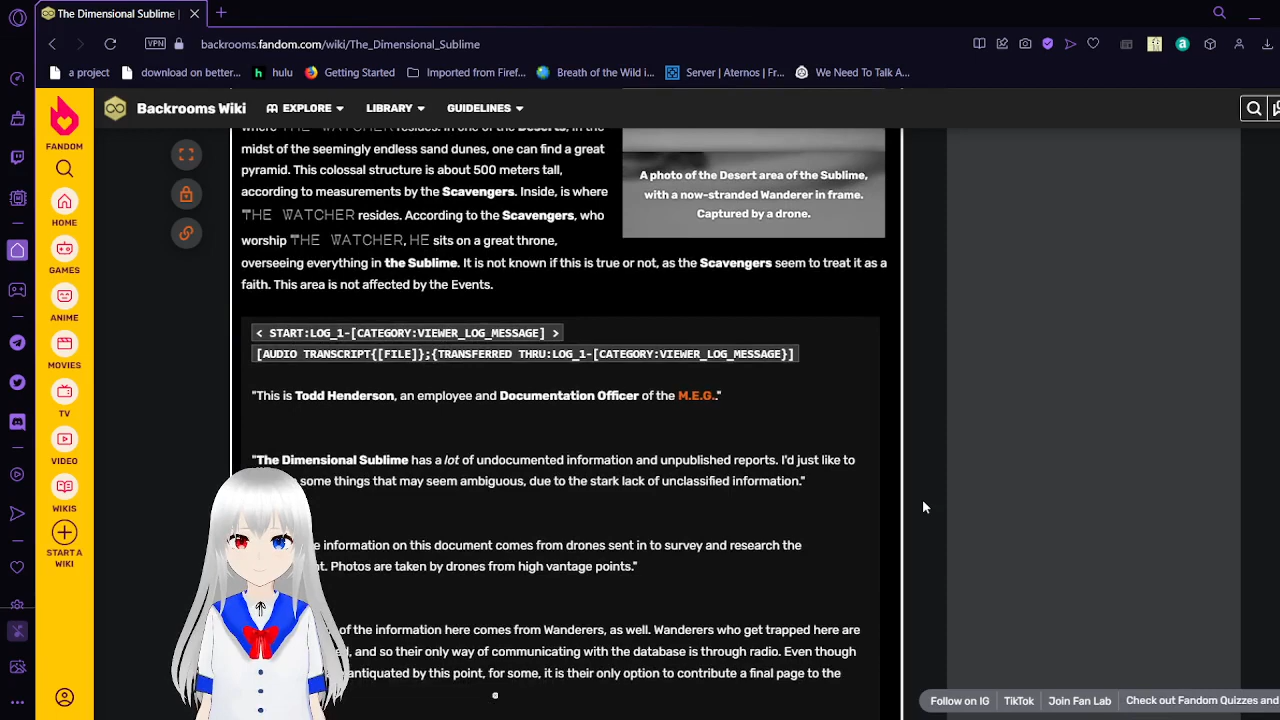 The Dimensional Sublime |
backrooms.fandom.com/wiki/The_Dimensional_Sublime
VPN
a project
download on better...
hulu
Getting Started
Imported from Firef...
Breath of the Wild i...
Server | Aternos | Fr...
We Need To Talk A...
Backrooms Wiki
EXPLORE
LIBRARY
GUIDELINES
FANDOM
HOME
GAMES
ANIME
MOVIES
TV
VIDEO
WIKIS
START A
WIKI
where THE WATCHER resides. In one of the Deserts, in the
midst of the seemingly endless sand dunes, one can find a great
pyramid. This colossal structure is about 500 meters tall,
according to measurements by the Scavengers. Inside, is where
THE WATCHER resides. According to the Scavengers, who
worship THE WATCHER, HE sits on a great throne,
overseeing everything in the Sublime. It is not known if this is true or not, as the Scavengers seem to treat it as a
faith. This area is not affected by the Events.
A photo of the Desert area of the Sublime,
with a now-stranded Wanderer in frame.
Captured by a drone.
< START:LOG_1-[CATEGORY:VIEWER_LOG_MESSAGE] >
[AUDIO TRANSCRIPT{[FILE]};{TRANSFERRED THRU:LOG_1-[CATEGORY:VIEWER_LOG_MESSAGE}]
"This is Todd Henderson, an employee and Documentation Officer of the M.E.G.."
"The Dimensional Sublime has a lot of undocumented information and unpublished reports. I'd just like to
some things that may seem ambiguous, due to the stark lack of unclassified information."
information on this document comes from drones sent in to survey and research the
Photos are taken by drones from high vantage points."
of the information here comes from Wanderers, as well. Wanderers who get trapped here are
and so their only way of communicating with the database is through radio. Even though
antiquated by this point, for some, it is their only option to contribute a final page to the
Follow on IG
TikTok
Join Fan Lab
Check out Fandom Quizzes and